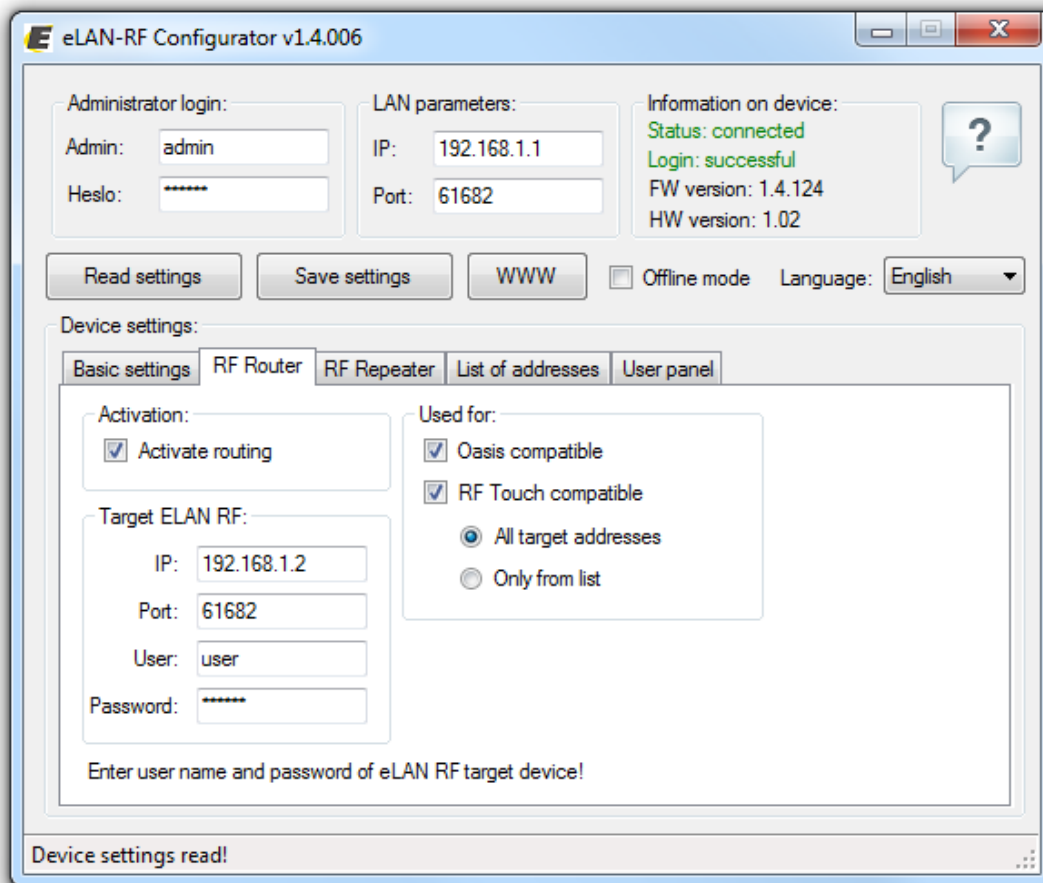 eLAN-RF Configurator v1.4.006
Administrator login:
Admin: admin
Heslo: ******
LAN parameters:
IP: 192.168.1.1
Port: 61682
Information on device:
Status: connected
Login: successful
FW version: 1.4.124
HW version: 1.02
?
Read settings
Save settings
WWW
Offline mode
Language: English
Device settings:
Basic settings
RF Router
RF Repeater
List of addresses
User panel
Activation:
Activate routing
Target ELAN RF:
IP: 192.168.1.2
Port: 61682
User: user
Password: ******
Used for:
Oasis compatible
RF Touch compatible
All target addresses
Only from list
Enter user name and password of eLAN RF target device!
Device settings read!